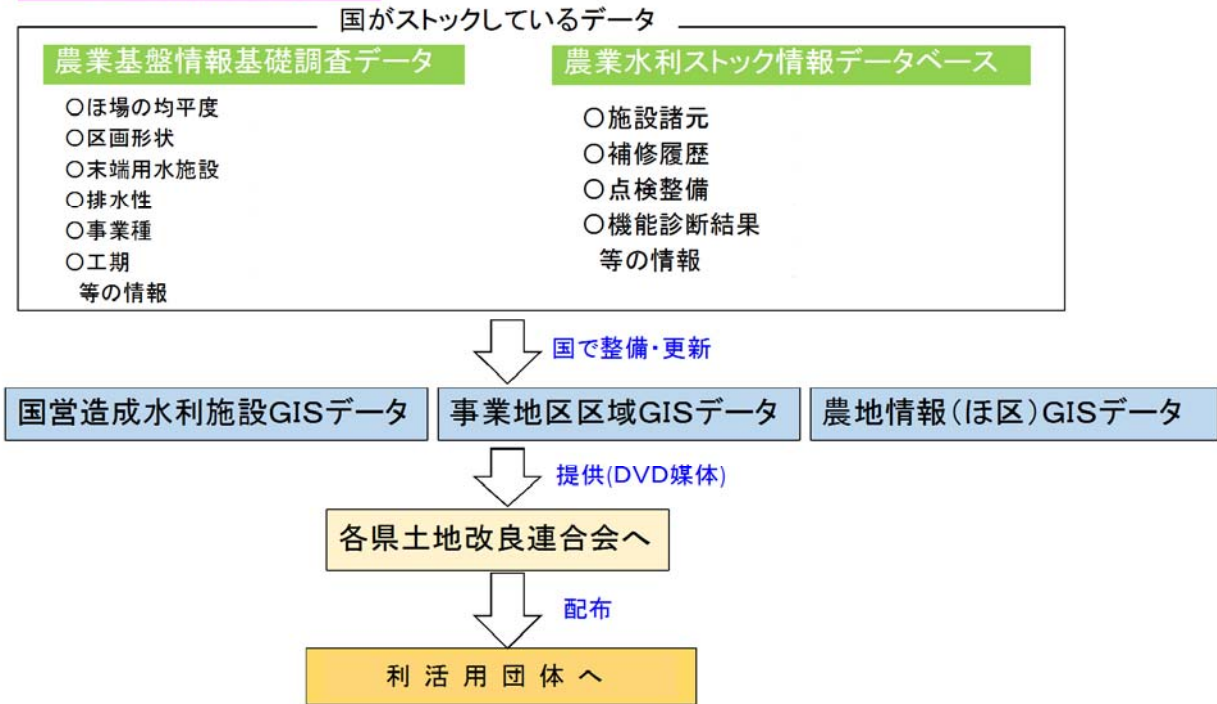 国がストックしているデータ
農業基盤情報基礎調査データ
○ほ場の均平度
○区画形状
○末端用水施設
○排水性
○事業種
○工期
等の情報
農業水利ストック情報データベース
○施設諸元
○補修履歴
○点検整備
○機能診断結果
等の情報
国で整備・更新
国営造成水利施設GISデータ
事業地区区域GISデータ
農地情報(ほ区)GISデータ
提供(DVD媒体)
各県土地改良連合会へ
配布
利活用団体へ